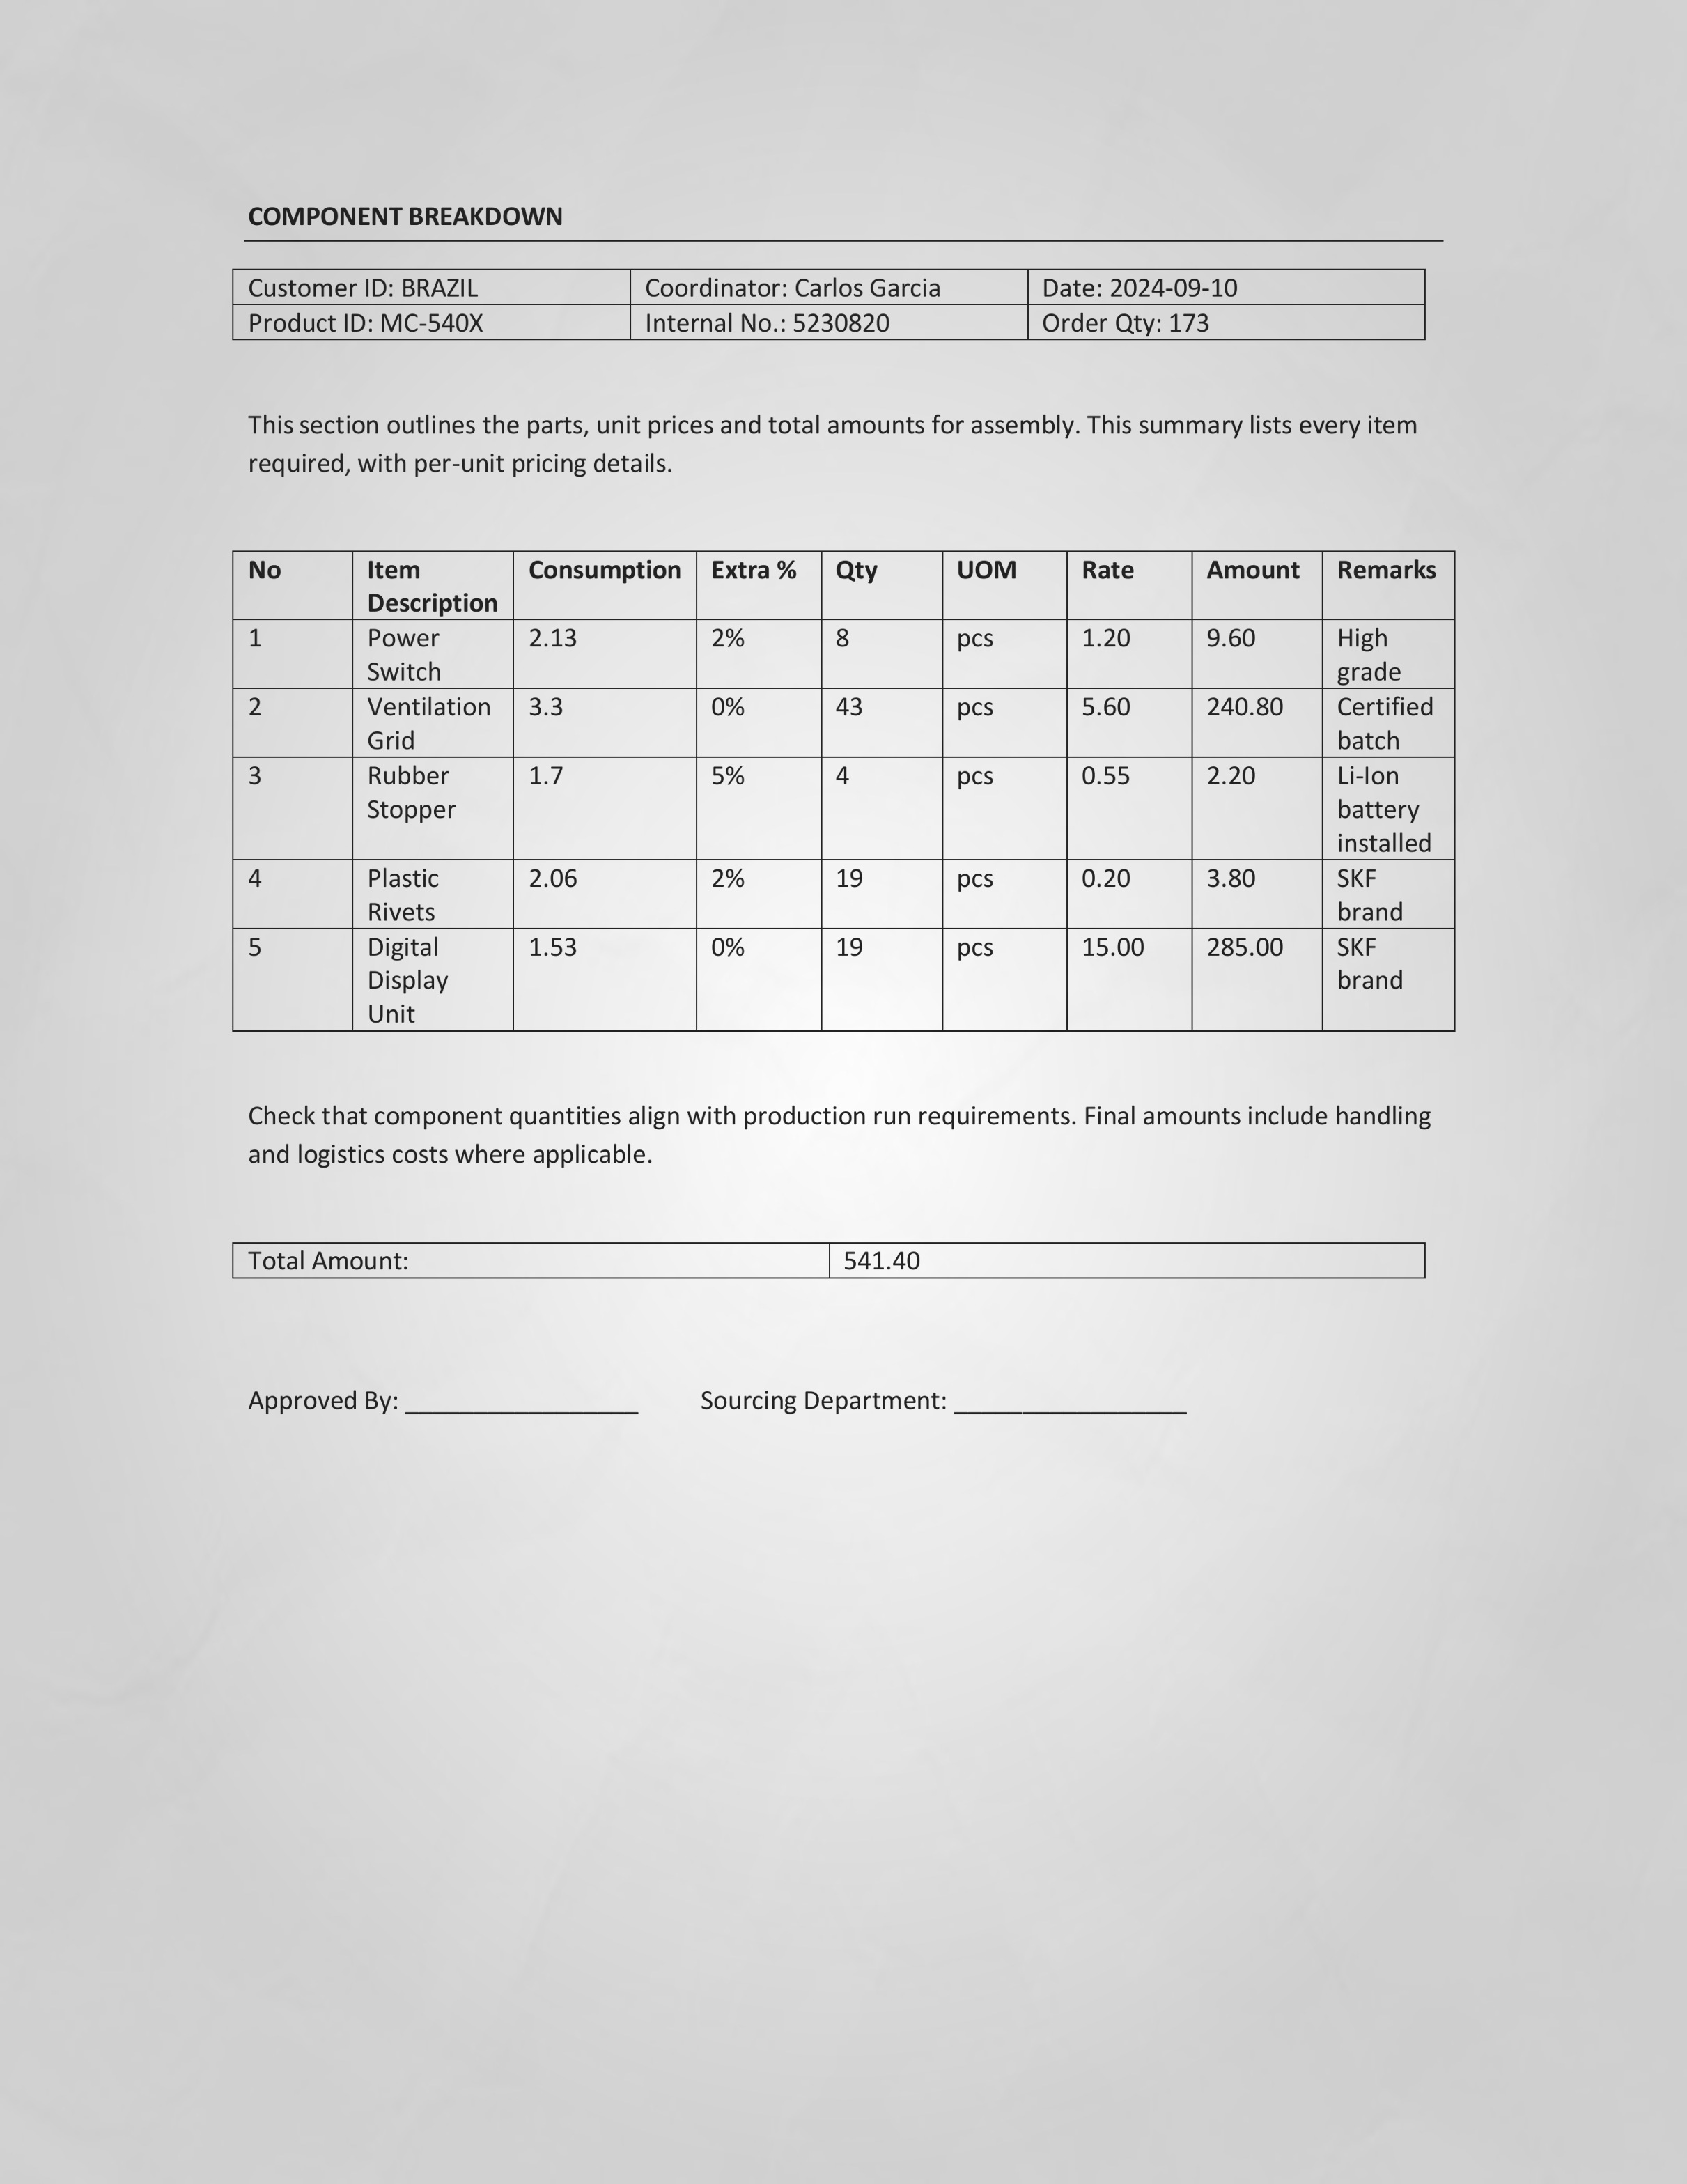 COMPONENT BREAKDOWN
Customer ID: BRAZIL Coordinator: Carlos Garcia Date: 2024-09-10
Product ID: MC-540X Internal No.: 5230820 Order Qty: 173
This section outlines the parts, unit prices and total amounts for assembly. This summary lists every item
required, with per-unit pricing details.
No Item Consumption Extra % Qty UOM Rate Amount Remarks
Description
1 Power 2.13 2% 8 pcs 1.20 9.60 High
Switch grade
2 Ventilation 3.3 0% 43 pcs 5.60 240.80 Certified
Grid batch
3 Rubber 1.7 5% 4 pcs 0.55 2.20 Li-Ion
Stopper battery
installed
4 Plastic 2.06 2% 19 pcs 0.20 3.80 SKF
Rivets brand
5 Digital 1.53 0% 19 pcs 15.00 285.00 SKF
Display brand
Unit
Check that component quantities align with production run requirements. Final amounts include handling
and logistics costs where applicable.
Total Amount: 541.40
Approved By: _________________ Sourcing Department: _________________